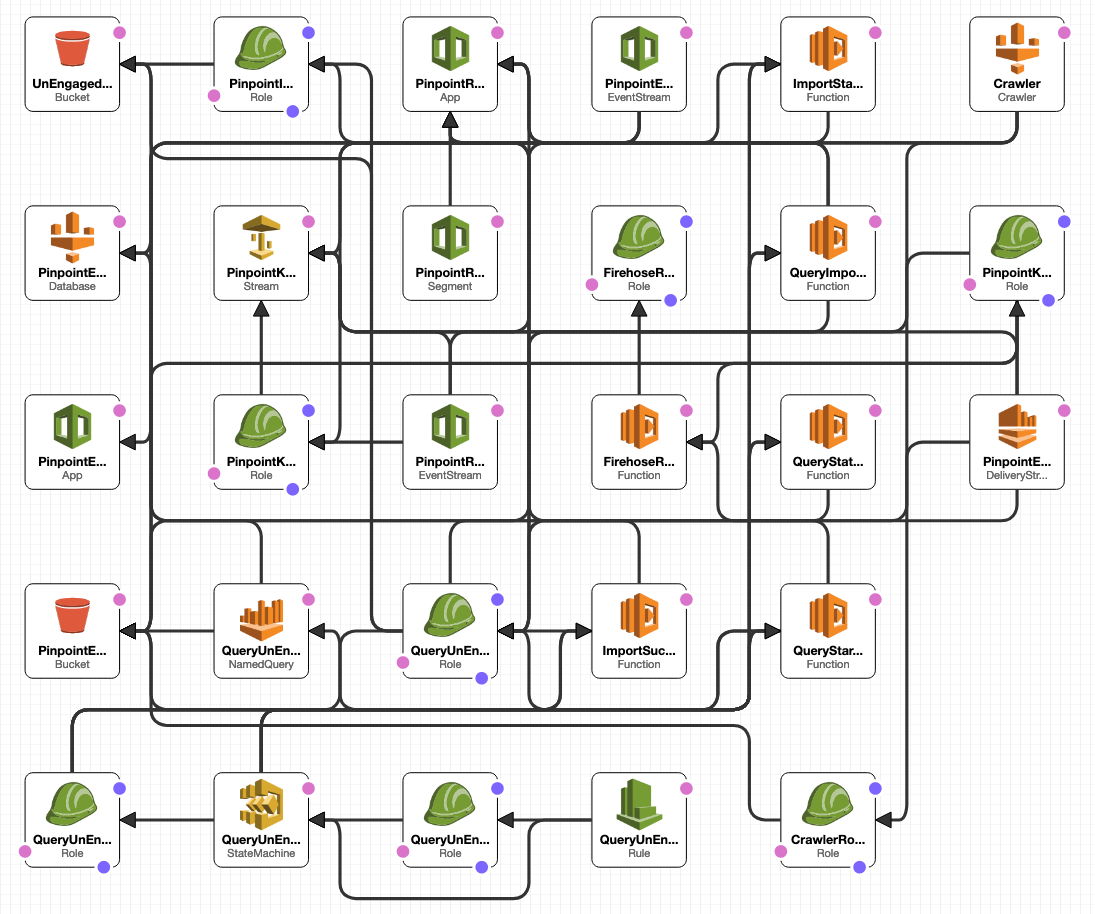 UnEngaged...
Bucket
PinpointI...
Role
PinpointR...
App
PinpointE...
EventStream
ImportSta...
Function
Crawler
Crawler
PinpointE...
Database
PinpointK...
Stream
PinpointR...
Segment
FirehoseR...
Role
QueryImpo...
Function
PinpointK...
Role
PinpointE...
App
PinpointK...
Role
PinpointR...
EventStream
FirehoseR...
Function
QueryStat...
Function
PinpointE...
DeliveryStr...
PinpointE...
Bucket
QueryUnEn...
NamedQuery
QueryUnEn...
Role
ImportSuc...
Function
QueryStar...
Function
QueryUnEn...
Role
QueryUnEn...
StateMachine
QueryUnEn...
Role
QueryUnEn...
Rule
CrawlerRo...
Role